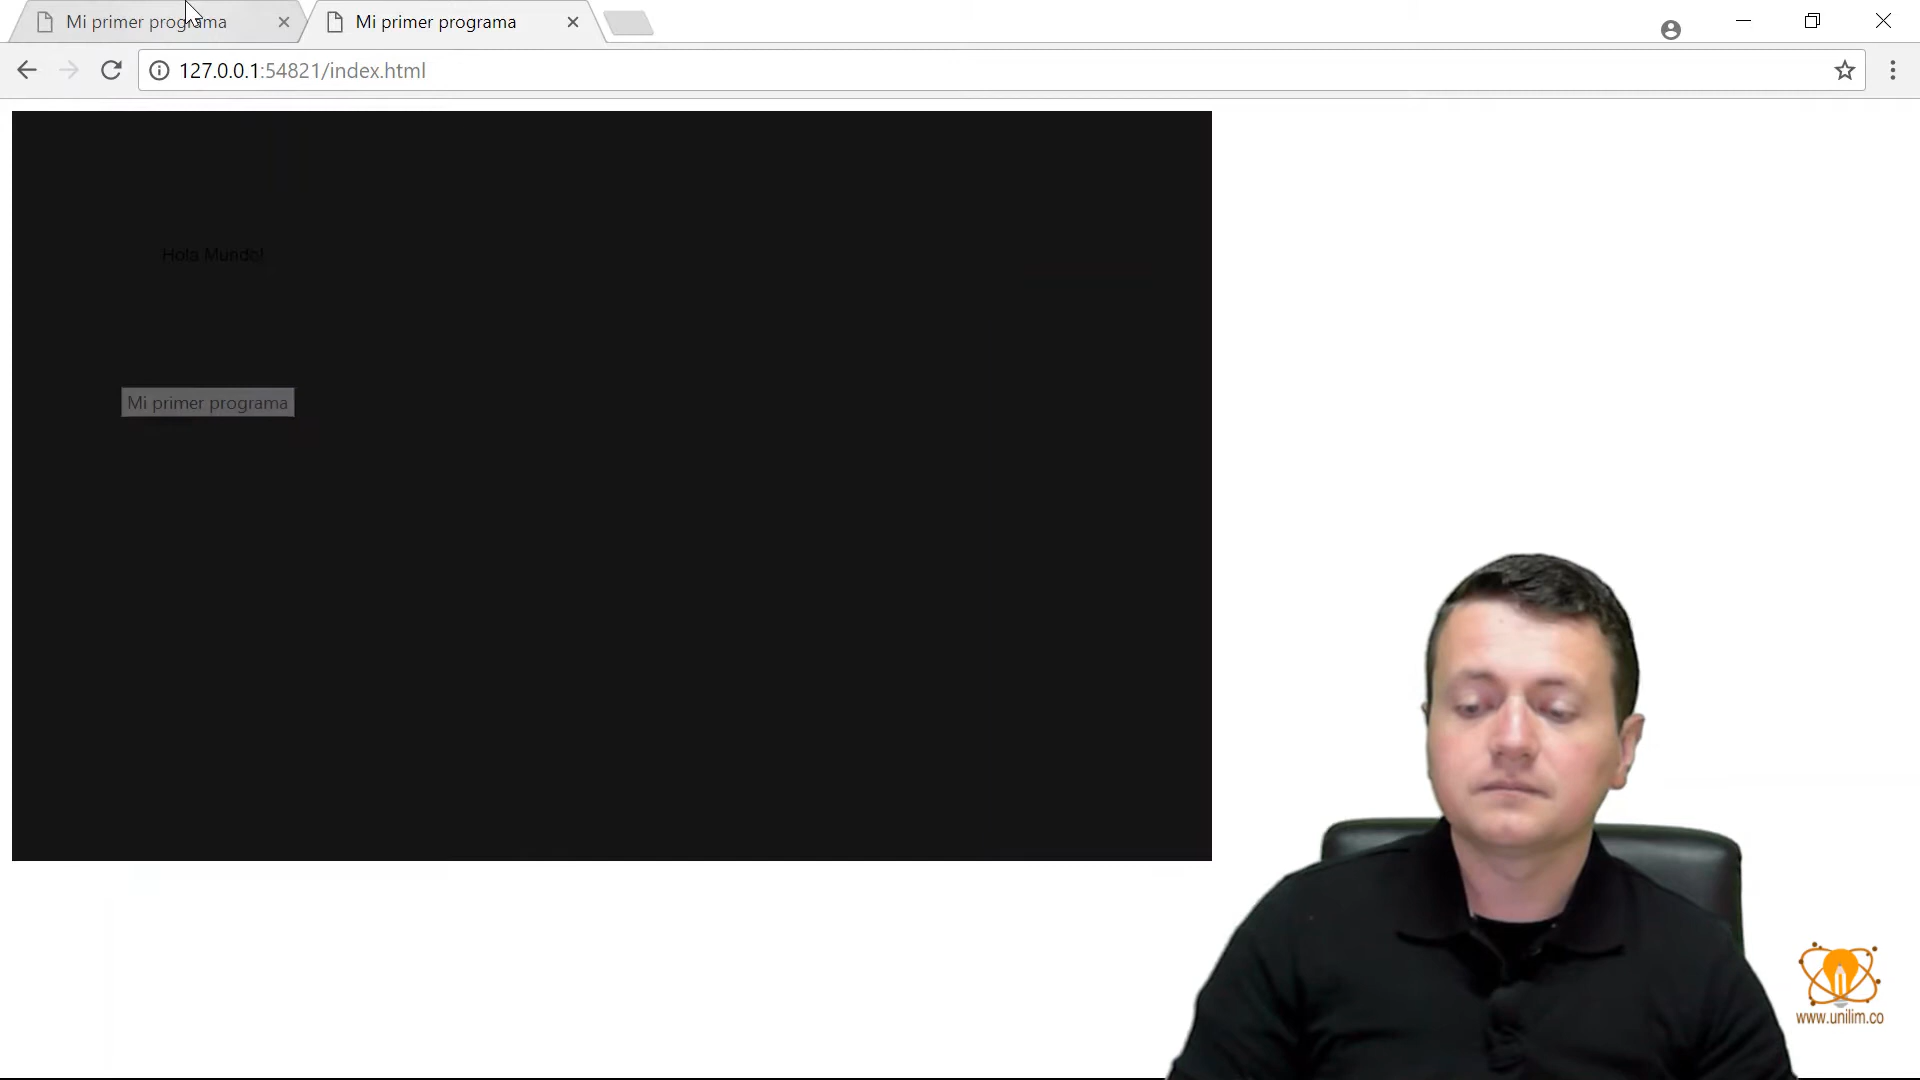 Mi primer programa
Mi primer programa
127.0.0.1:54821/index.html
Hola Mundo!
Mi primer programa
www.unilim.co